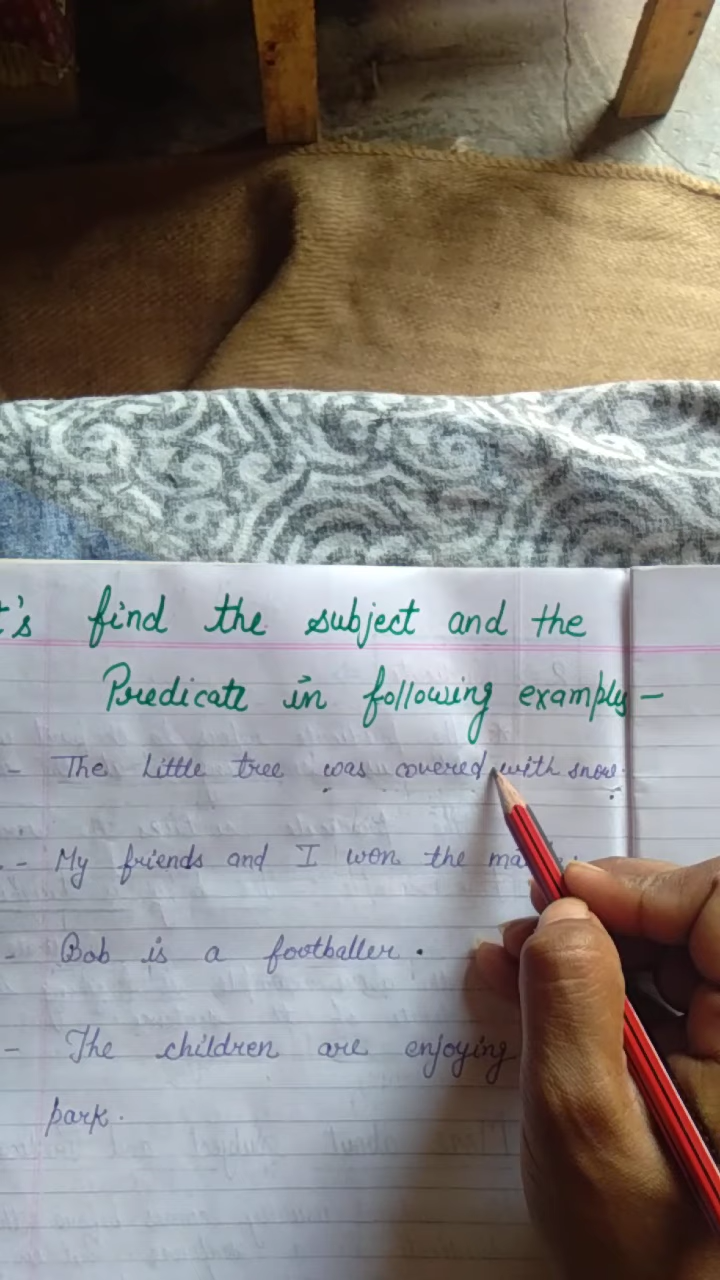 t's find the subject and the
Predicate in following examples –
- The Little tree was covered with snow.
- My friends and I won the
- Bob is a footballer.
- The children are enjoying
park.